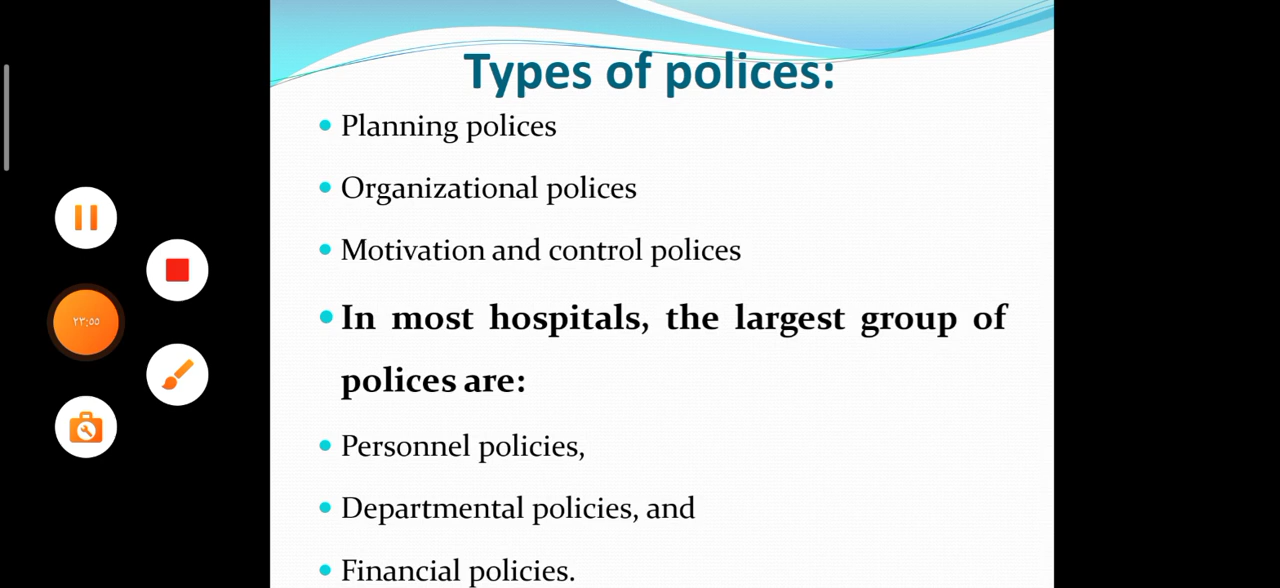 Types of polices:
Planning polices
Organizational polices
Motivation and control polices
In most hospitals, the largest group of
polices are:
Personnel policies,
Departmental policies, and
Financial policies.
٢٣:٥٥